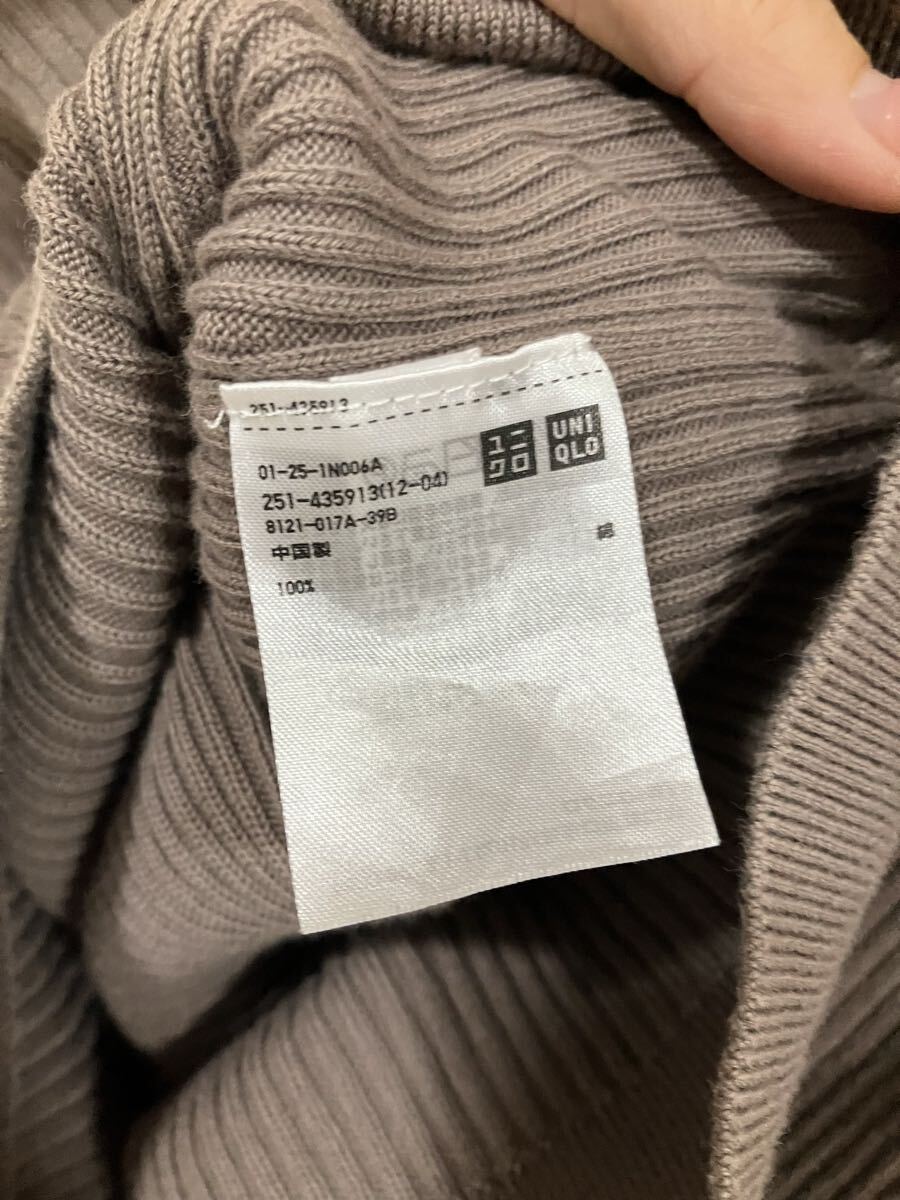 251-435913
ユニ
クロ
UNI
QLO
01-25-1N006A
251-435913(12-04)
8121-017A-39B
中国製
綿
100%